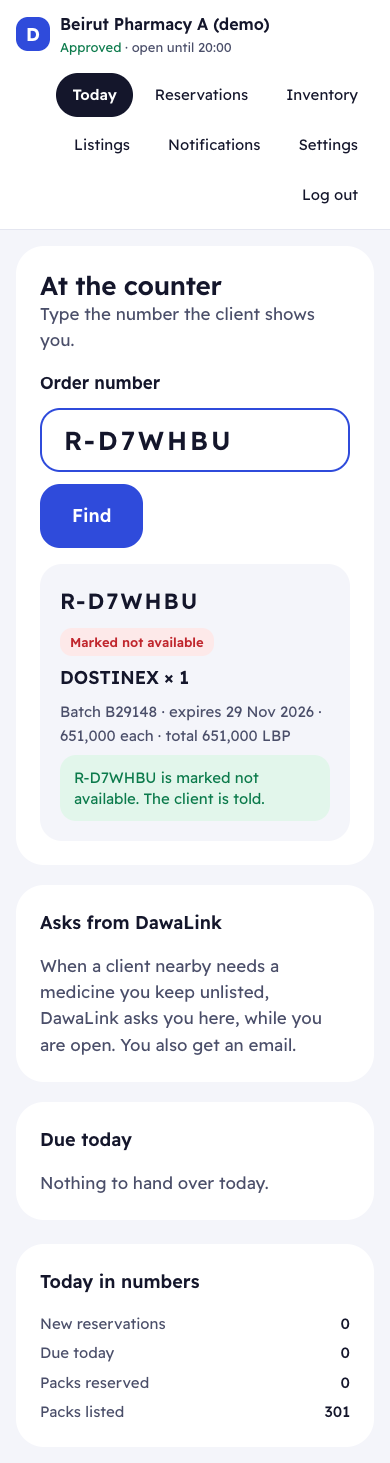 D
Beirut Pharmacy A (demo)
Approved · open until 20:00
Today
Reservations
Inventory
Listings
Notifications
Settings
Log out
At the counter
Type the number the client shows
you.
Order number
R-D7WHBU
Find
R-D7WHBU
Marked not available
DOSTINEX × 1
Batch B29148 · expires 29 Nov 2026 ·
651,000 each · total 651,000 LBP
R-D7WHBU is marked not
available. The client is told.
Asks from DawaLink
When a client nearby needs a
medicine you keep unlisted,
DawaLink asks you here, while you
are open. You also get an email.
Due today
Nothing to hand over today.
Today in numbers
New reservations 0
Due today 0
Packs reserved 0
Packs listed 301